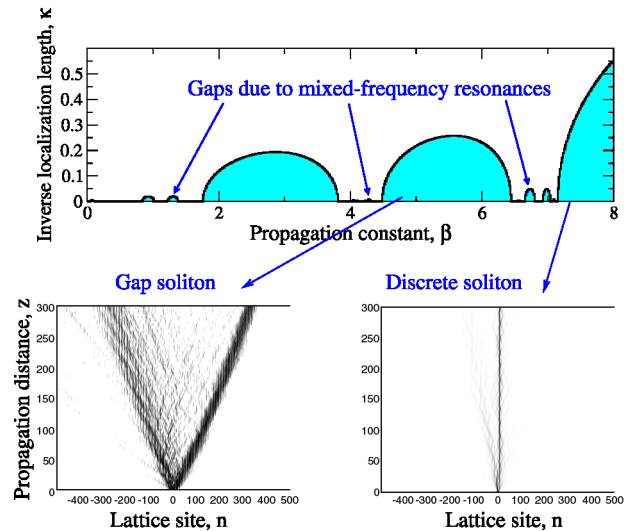 Inverse localization length, κ
0.5
0.4
0.3
0.2
0.1
0
Gaps due to mixed-frequency resonances
0 2 4 6 8
Propagation constant, β
Gap soliton
Discrete soliton
Propagation distance, z
300
250
200
150
100
50
0
-400 -300 -200 -100 0 100 200 300 400 500
Lattice site, n
300
250
200
150
100
50
0
-400 -300 -200 -100 0 100 200 300 400 500
Lattice site, n